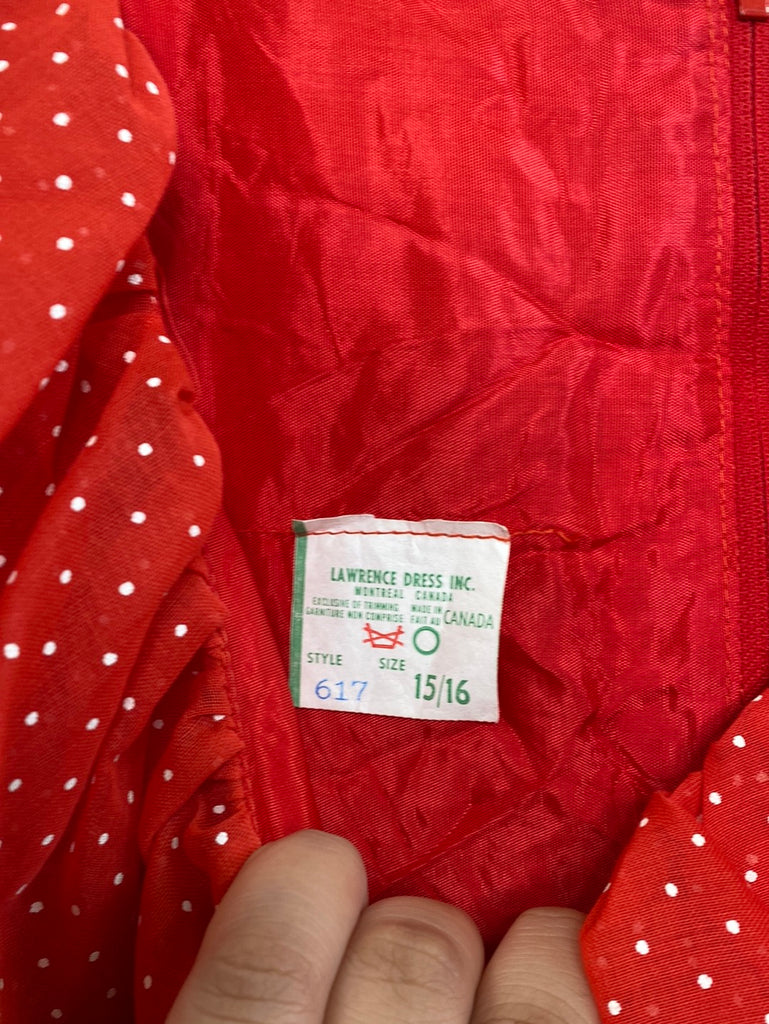 LAWRENCE DRESS INC.
MONTREAL CANADA
EXCLUSIVE OF TRIMMING MADE IN
GARNITURE NON COMPRISE FAIT AU CANADA
STYLE SIZE
617 15/16